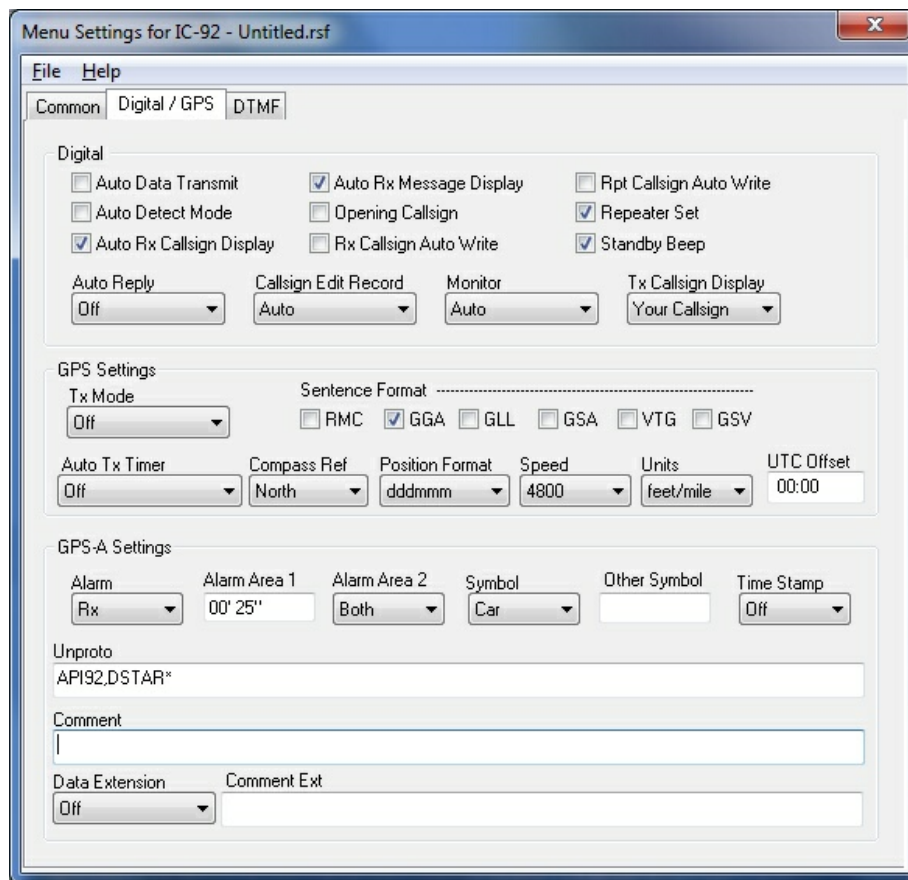 Menu Settings for IC-92 - Untitled.rsf
File Help
Common Digital / GPS DTMF
Digital
Auto Data Transmit Auto Rx Message Display Rpt Callsign Auto Write
Auto Detect Mode Opening Callsign Repeater Set
Auto Rx Callsign Display Rx Callsign Auto Write Standby Beep
Auto Reply Callsign Edit Record Monitor Tx Callsign Display
Off Auto Auto Your Callsign
GPS Settings
Tx Mode Sentence Format
Off RMC GGA GLL GSA VTG GSV
Auto Tx Timer Compass Ref Position Format Speed Units UTC Offset
Off North dddmmm 4800 feet/mile 00:00
GPS-A Settings
Alarm Alarm Area 1 Alarm Area 2 Symbol Other Symbol Time Stamp
Rx 00' 25" Both Car Off
Unproto
API92,DSTAR*
Comment
Data Extension Comment Ext
Off